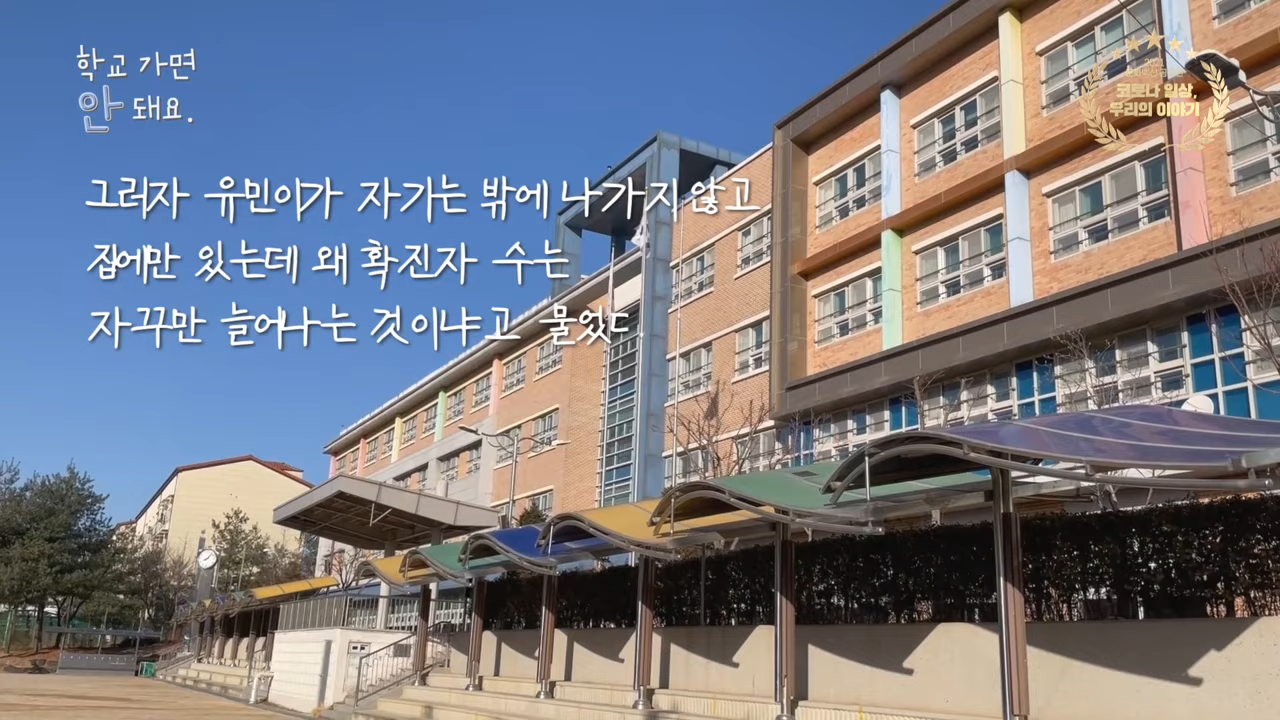 학교 가면
안 돼요.
그러자 유민이가 자기는 밖에 나가지 않고
집에만 있는데 왜 확진자 수는
자꾸만 늘어나는 것이냐고 물었ㄷ
코로나 일상,
우리의 이야기